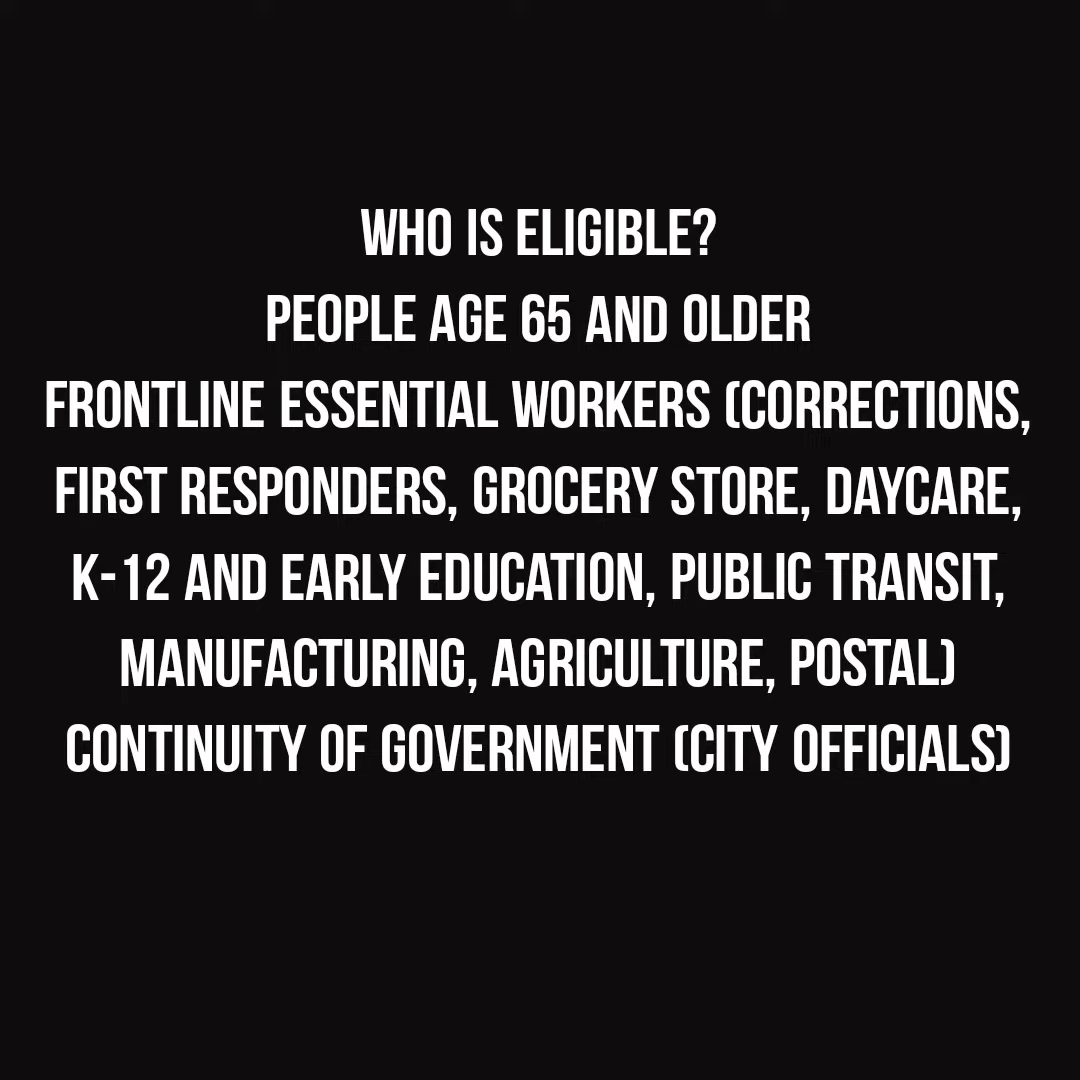 WHO IS ELIGIBLE?
PEOPLE AGE 65 AND OLDER
FRONTLINE ESSENTIAL WORKERS (CORRECTIONS,
FIRST RESPONDERS, GROCERY STORE, DAYCARE,
K-12 AND EARLY EDUCATION, PUBLIC TRANSIT,
MANUFACTURING, AGRICULTURE, POSTAL)
CONTINUITY OF GOVERNMENT (CITY OFFICIALS)